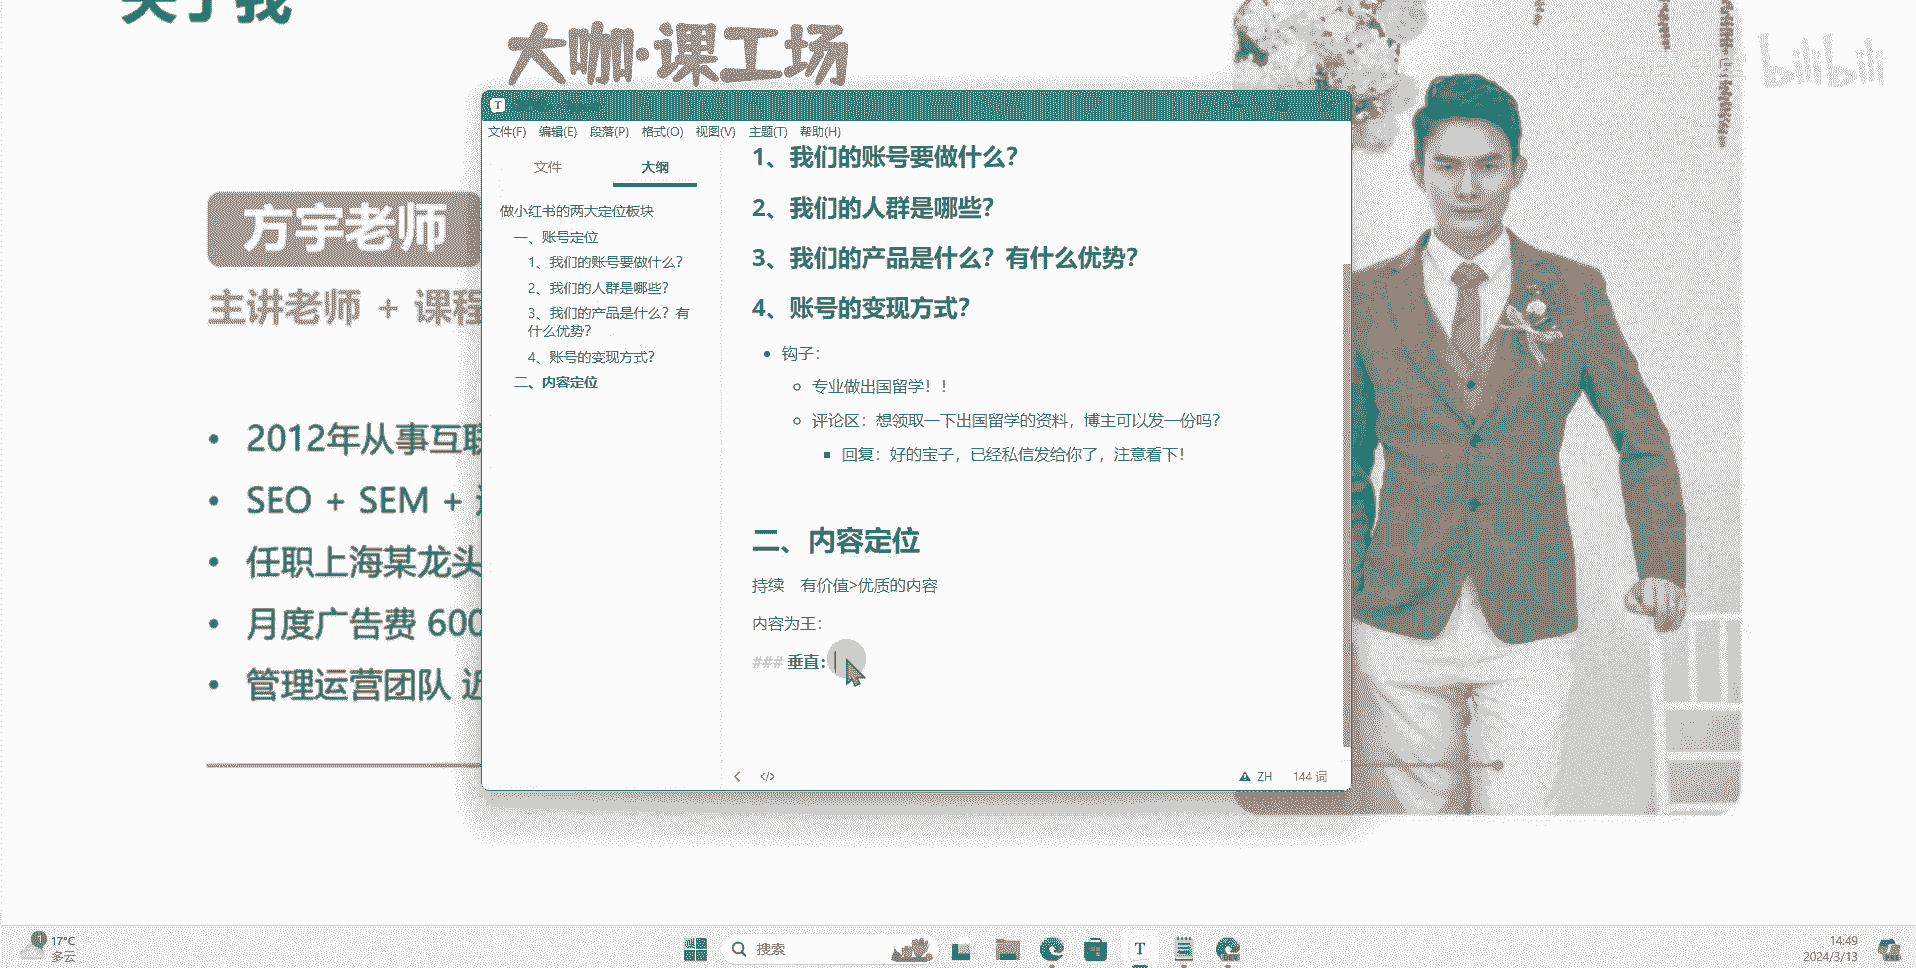 关于我
大咖·课工场
bilibili
方宇老师
主讲老师 + 课程
2012年从事互联
SEO + SEM +
任职上海某龙头
月度广告费 600
管理运营团队 近
文件(F) 编辑(E) 段落(P) 格式(O) 视图(V) 主题(T) 帮助(H)
文件 大纲
做小红书的两大定位板块
一、账号定位
1、我们的账号要做什么？
2、我们的人群是哪些？
3、我们的产品是什么？有
什么优势？
4、账号的变现方式？
二、内容定位
1、我们的账号要做什么？
2、我们的人群是哪些？
3、我们的产品是什么？有什么优势？
4、账号的变现方式？
钩子：
专业做出国留学！！
评论区：想领取一下出国留学的资料，博主可以发一份吗？
回复：好的宝子，已经私信发给你了，注意看下！
二、内容定位
持续 有价值>优质的内容
内容为王：
### 垂直：
</> ZH 144 词
17°C
多云
搜索
14:49
2024/3/13